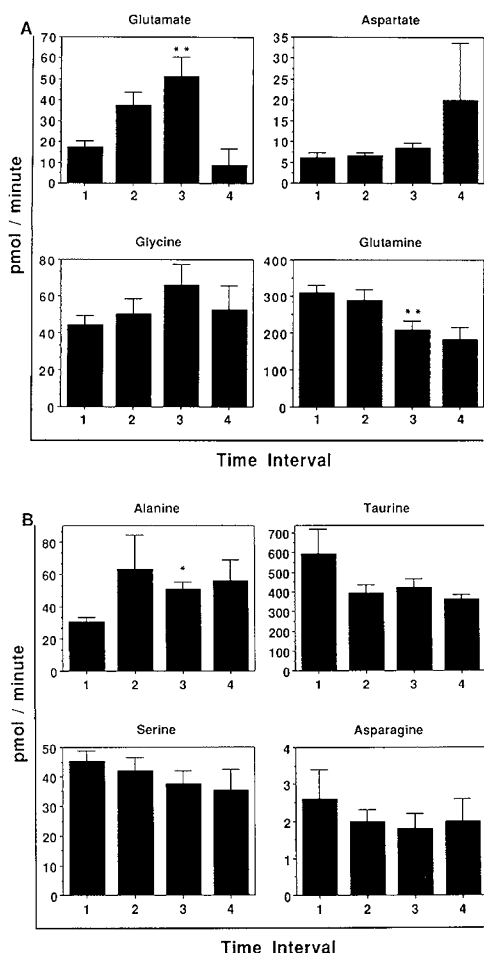 A
Glutamate
70
60
50
40
30
20
10
0
* *
1 2 3 4
Aspartate
35
30
25
20
15
10
5
0
1 2 3 4
pmol / minute
Glycine
80
60
40
20
0
1 2 3 4
Glutamine
400
300
200
100
0
* *
1 2 3 4
Time Interval
B
Alanine
80
60
40
20
0
*
1 2 3 4
Taurine
700
600
500
400
300
200
100
0
1 2 3 4
pmol / minute
Serine
50
40
30
20
10
0
1 2 3 4
Asparagine
4
3
2
1
0
1 2 3 4
Time Interval